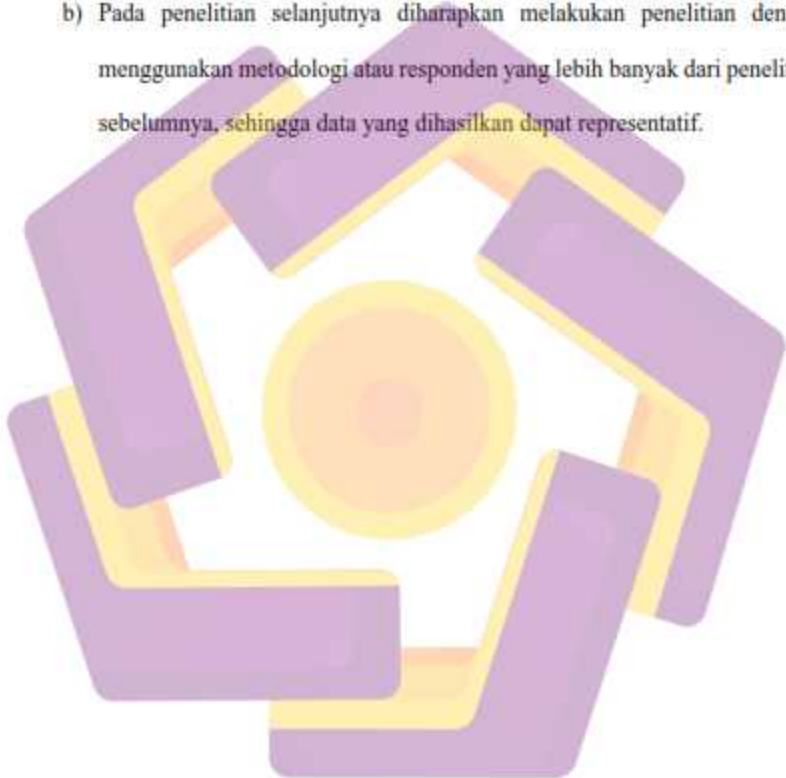 b) Pada penelitian selanjutnya diharapkan melakukan penelitian den
menggunakan metodologi atau responden yang lebih banyak dari peneli
sebelumnya, sehingga data yang dihasilkan dapat representatif.